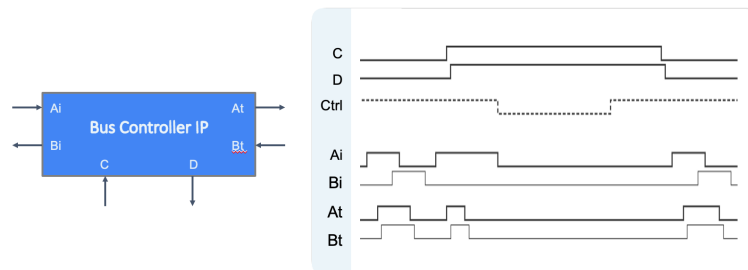 Ai
At
Bus Controller IP
Bi
Bt
C
D
C
D
Ctrl
Ai
Bi
At
Bt